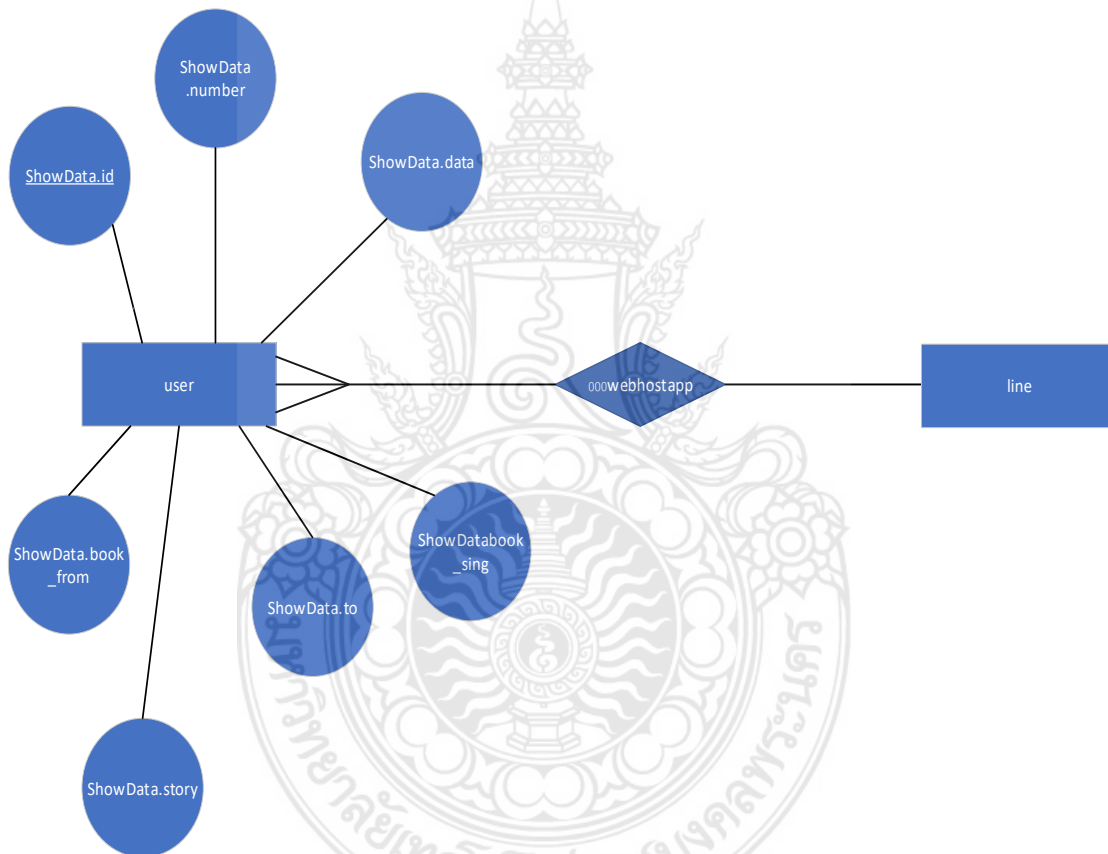 ShowData
.number
ShowData.id
ShowData.data
user
000webhostapp
line
ShowData.book
_from
ShowDatabook
_sing
ShowData.to
ShowData.story